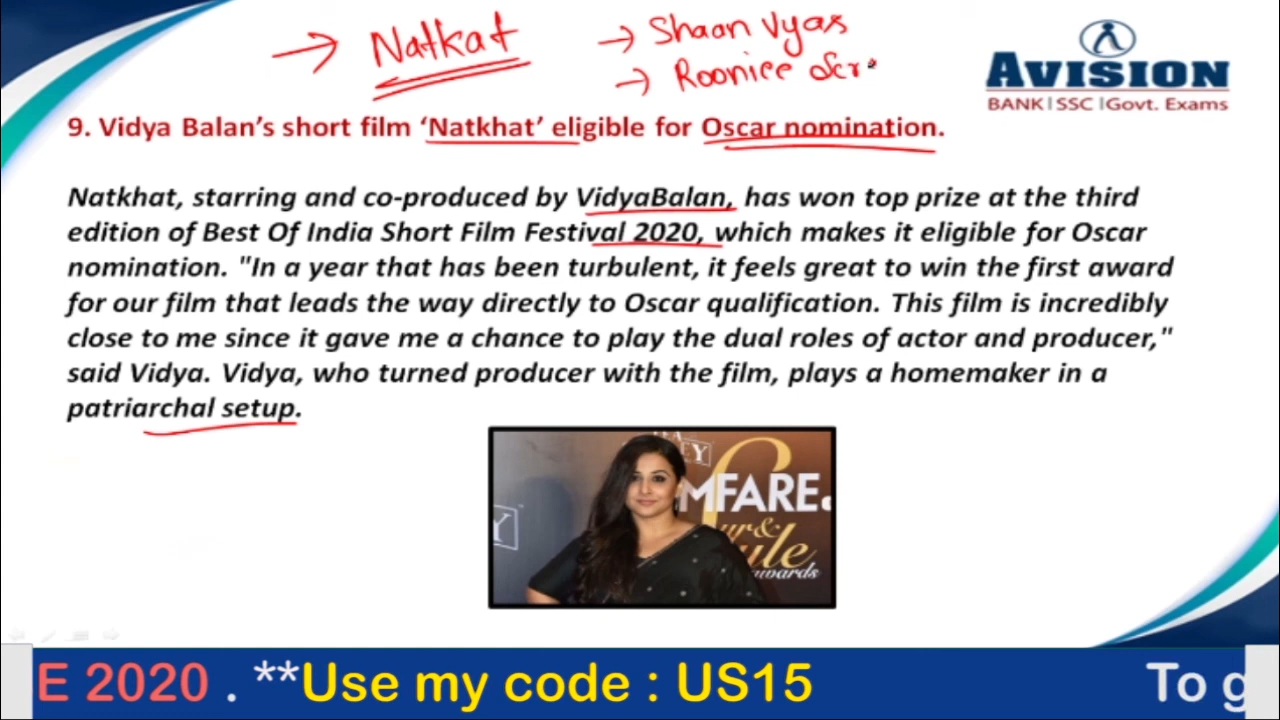 → Natkat → Shaan Vyas
→ Rooniee Scr
AVISION
BANK | SSC | Govt. Exams
9. Vidya Balan’s short film ‘Natkhat’ eligible for Oscar nomination.
Natkhat, starring and co-produced by VidyaBalan, has won top prize at the third
edition of Best Of India Short Film Festival 2020, which makes it eligible for Oscar
nomination. "In a year that has been turbulent, it feels great to win the first award
for our film that leads the way directly to Oscar qualification. This film is incredibly
close to me since it gave me a chance to play the dual roles of actor and producer,"
said Vidya. Vidya, who turned producer with the film, plays a homemaker in a
patriarchal setup.
MFARE
awards
E 2020 . **Use my code : US15 To g